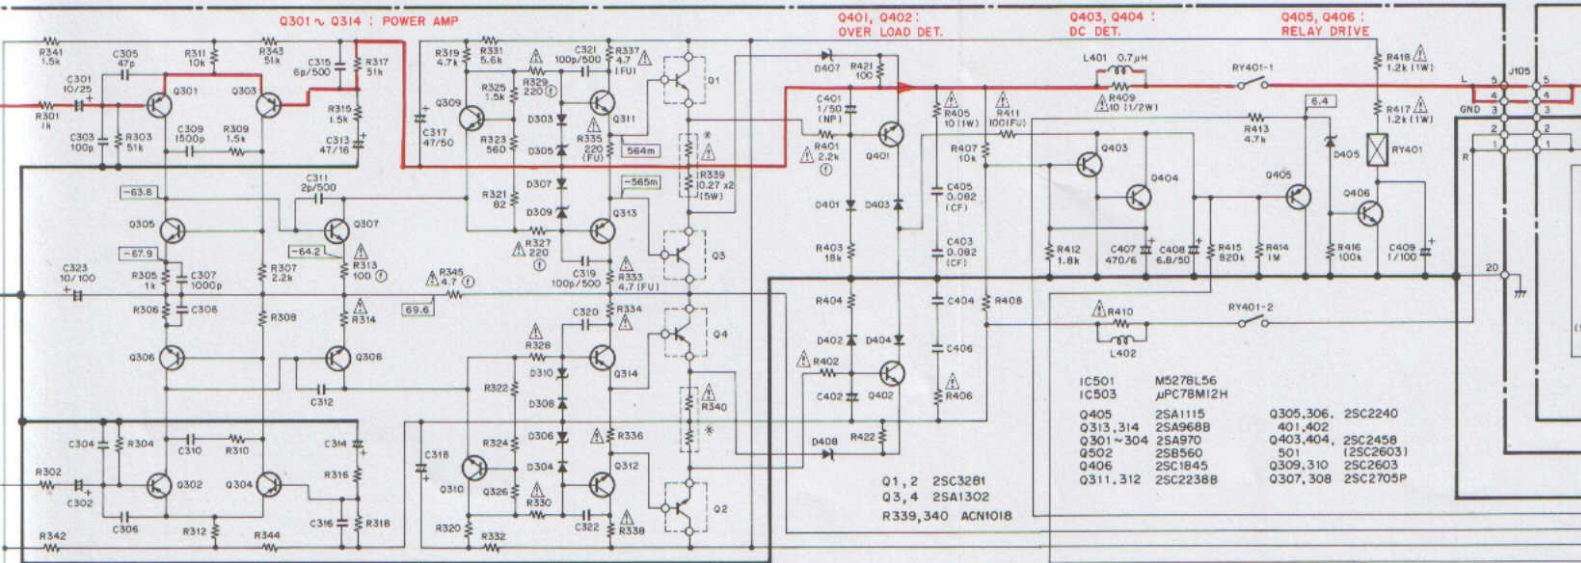 Q301 ~ Q314 : POWER AMP
Q401, Q402 :
OVER LOAD DET.
Q403, Q404 :
DC DET.
Q405, Q406 :
RELAY DRIVE
R341
1.5k
C305
47p
R311
10k
R343
51k
C315
6p/500
R317
51k
R319
4.7k
R331
5.6k
R329
220 (f)
C321
100p/500
R337
4.7
(FU)
Q1
D407
R421
100
L401 0.7μH
RY401-1
R418
1.2k (1W)
J105
C301
10/25
Q301
Q303
R325
1.5k
Q309
D303
Q311
C401
1/50
(NP)
R405
10 (1W)
R411
100(FU)
R409
10 (1/2W)
L
5
5
4
4
GND
3
3
6.4
R417
1.2k (1W)
R301
1k
C303
100p
R303
51k
C309
1500p
R309
1.5k
R315
1.5k
C313
47/16
C317
47/50
R323
560
D305
R335
220
(FU)
564m
*
R401
2.2k
(f)
Q401
R407
10k
Q403
R413
4.7k
D405
RY401
2
2
R
1
1
-63.8
C311
2p/500
R321
82
D307
-565m
R339
0.27 x2
(5W)
D401
D403
C405
0.082
(CF)
Q404
Q405
Q406
Q305
Q307
D309
Q313
-67.9
-64.2
R327
220 (f)
Q3
R403
18k
C403
0.082
(CF)
R412
1.8k
C407
470/6
C408
6.8/50
R415
820k
R414
1M
R416
100k
C409
1/100
C323
10/100
R305
1k
C307
1000p
R307
2.2k
R313
100 (f)
R345
4.7 (f)
C319
100p/500
R333
4.7 (FU)
20
R306
C308
R308
R314
69.6
R334
R404
C404
R408
R410
RY401-2
C320
Q4
Q306
Q308
R328
D310
Q314
D402
D404
C406
L402
R402
Q402
C312
R322
D308
R340
C402
R406
IC501 M5278L56
IC503 μPC78M12H
Q405 2SA1115
Q313,314 2SA968B
Q301~304 2SA970
Q502 2SB560
Q406 2SC1845
Q311,312 2SC2238B
Q305,306, 2SC2240
401,402
Q403,404, 2SC2458
501 (2SC2603)
Q309,310 2SC2603
Q307,308 2SC2705P
C304
R304
C310
R310
C314
R324
D306
R336
*
D408
R422
R302
C302
Q302
Q304
R316
C318
Q310
Q326
D304
Q312
Q1, 2 2SC3281
Q3, 4 2SA1302
R339,340 ACN1018
C306
R312
C316
R318
R320
R330
C322
R338
Q2
R342
R344
R332